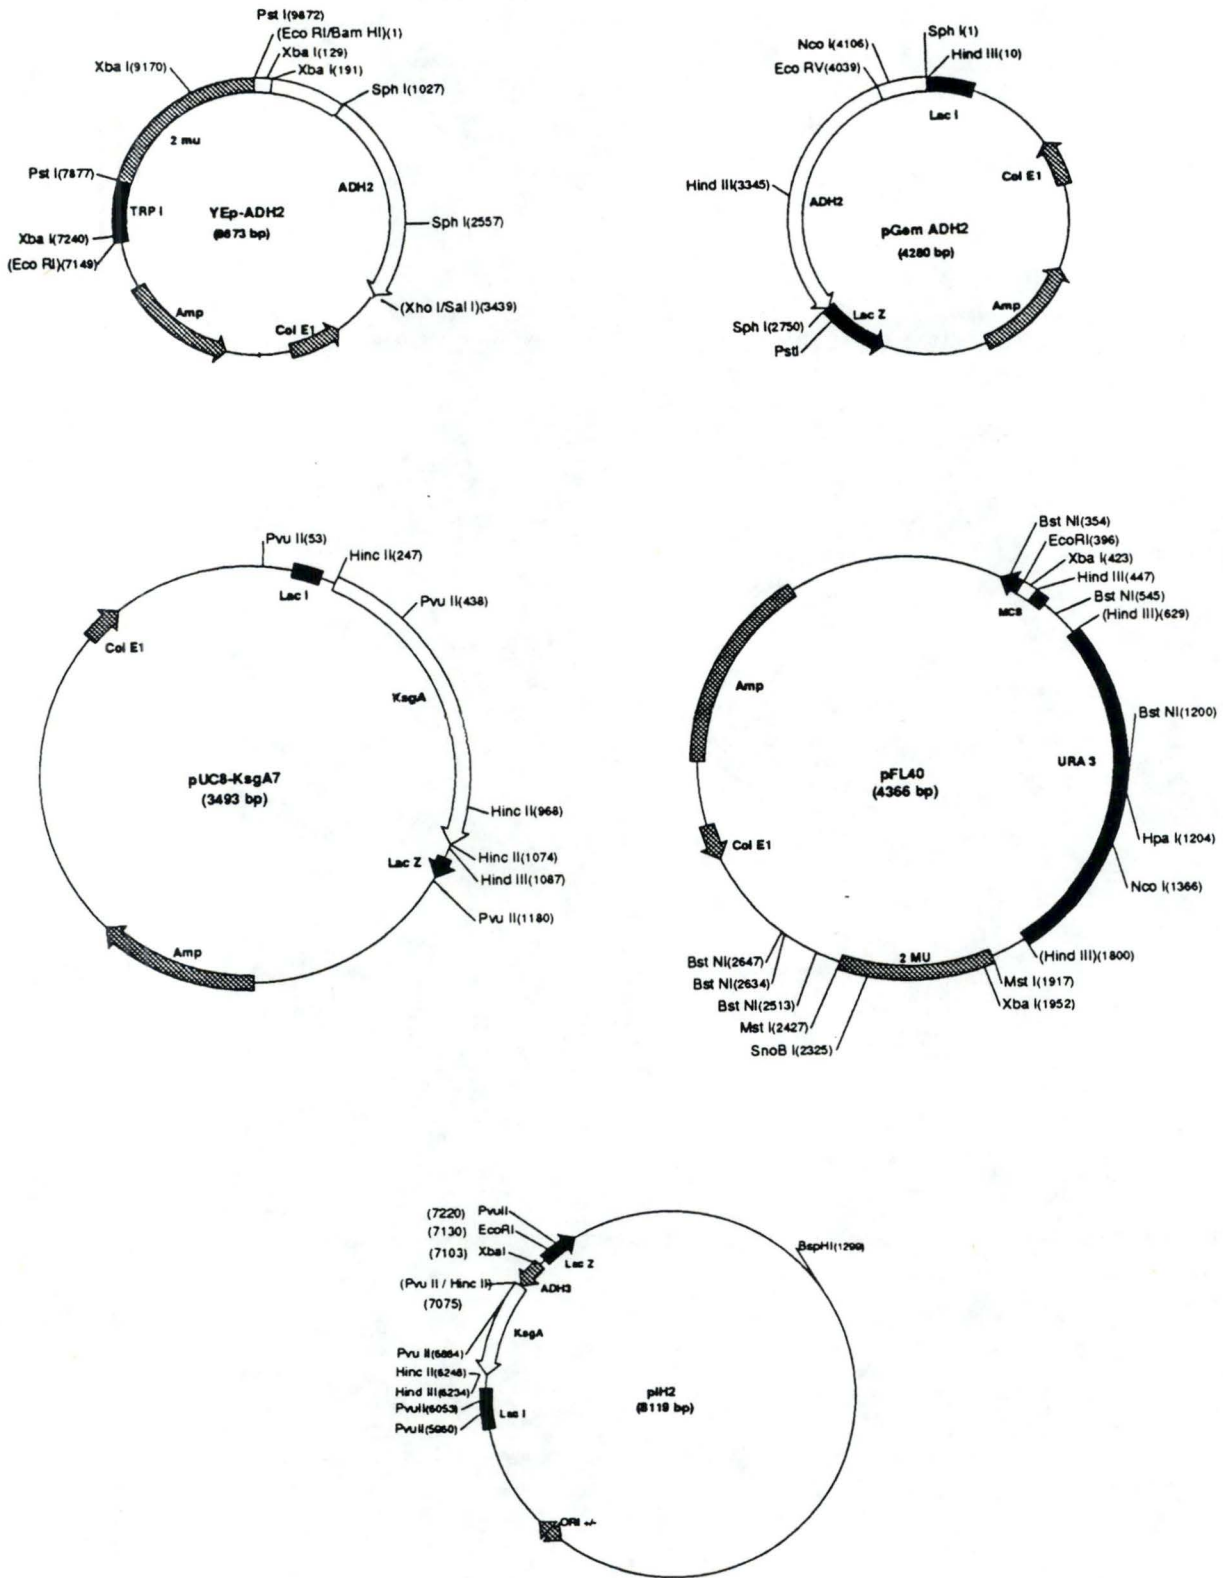 Pst I(9872)
(Eco RI/Bam HI)(1)
Xba I(129)
Xba I(191)
Xba I(9170)
Sph I(1027)
2 mu
Pst I(7877)
ADH2
TRP I
YEp-ADH2
(9673 bp)
Sph I(2557)
Xba I(7240)
(Eco RI)(7149)
Amp
Col E1
(Xho I/Sal I)(3439)
Sph I(1)
Nco I(4106)
Hind III(10)
Eco RV(4039)
Lac I
Col E1
Hind III(3345)
ADH2
pGem ADH2
(4280 bp)
Amp
Lac Z
Sph I(2750)
PstI
Pvu II(53)
Hinc II(247)
Lac I
Pvu II(438)
Col E1
KsgA
pUC8-KsgA7
(3493 bp)
Hinc II(968)
Lac Z
Hinc II(1074)
Hind III(1087)
Pvu II(1180)
Amp
Bst NI(354)
EcoRI(396)
Xba I(423)
Hind III(447)
Bst NI(545)
MCS
(Hind III)(629)
Amp
Bst NI(1200)
URA 3
pFL40
(4366 bp)
Hpa I(1204)
Col E1
Nco I(1366)
Bst NI(2647)
2 MU
(Hind III)(1800)
Bst NI(2634)
Mst I(1917)
Bst NI(2513)
Xba I(1952)
Mst I(2427)
SnoB I(2325)
(7220) PvuII
(7130) EcoRI
(7103) XbaI
BspHI(1299)
Lac Z
(Pvu II / Hinc II)
ADH3
(7075)
KsgA
Pvu II(6884)
Hinc II(6248)
Hind III(6234)
PvuII(6053)
Lac I
PvuII(5960)
pIH2
(8119 bp)
ORI +/-